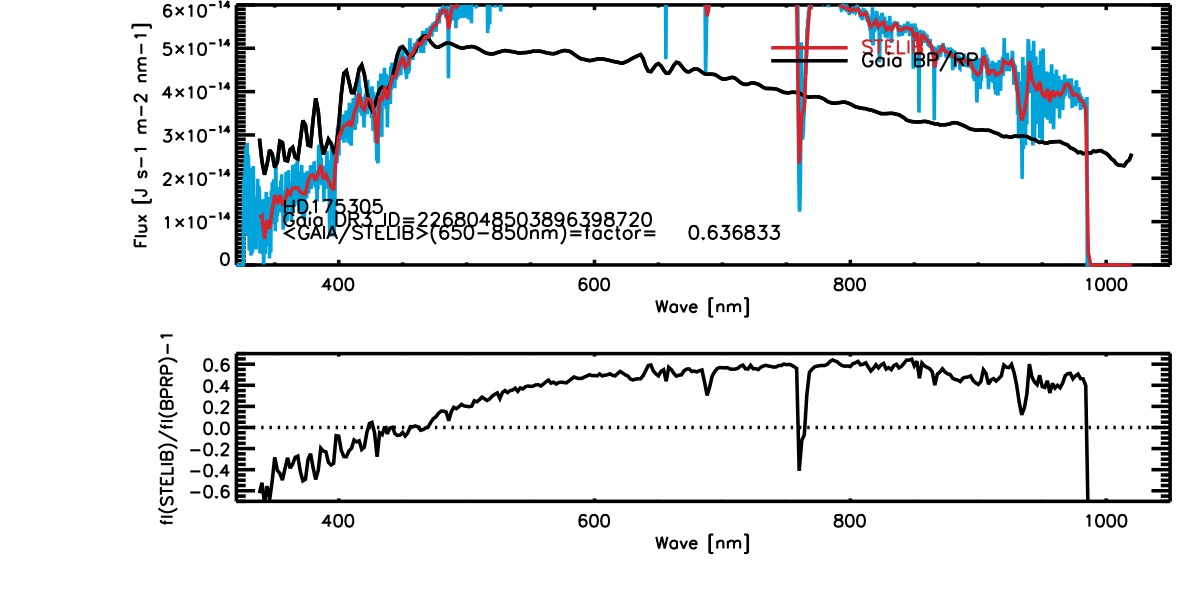 6×10⁻¹⁴
5×10⁻¹⁴
4×10⁻¹⁴
3×10⁻¹⁴
2×10⁻¹⁴
1×10⁻¹⁴
0
Flux [J s−1 m−2 nm−1]
STELIB
Gaia BP/RP
HD175305
Gaia DR3 ID=2268048503896398720
<GAIA/STELIB>(650−850nm)=factor= 0.636833
400 600 800 1000
Wave [nm]
0.6
0.4
0.2
0.0
−0.2
−0.4
−0.6
fl(STELIB)/fl(BPRP)−1
400 600 800 1000
Wave [nm]